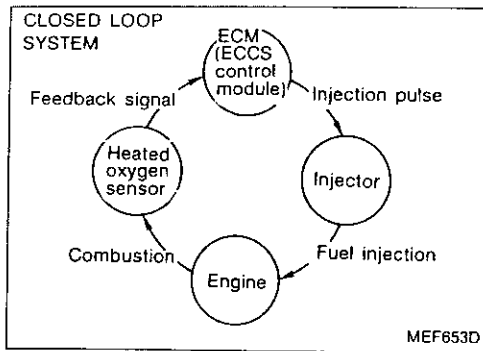 CLOSED LOOP
SYSTEM
ECM
(ECCS
control
module)
Feedback signal
Injection pulse
Heated
oxygen
sensor
Injector
Combustion
Fuel injection
Engine
MEF653D